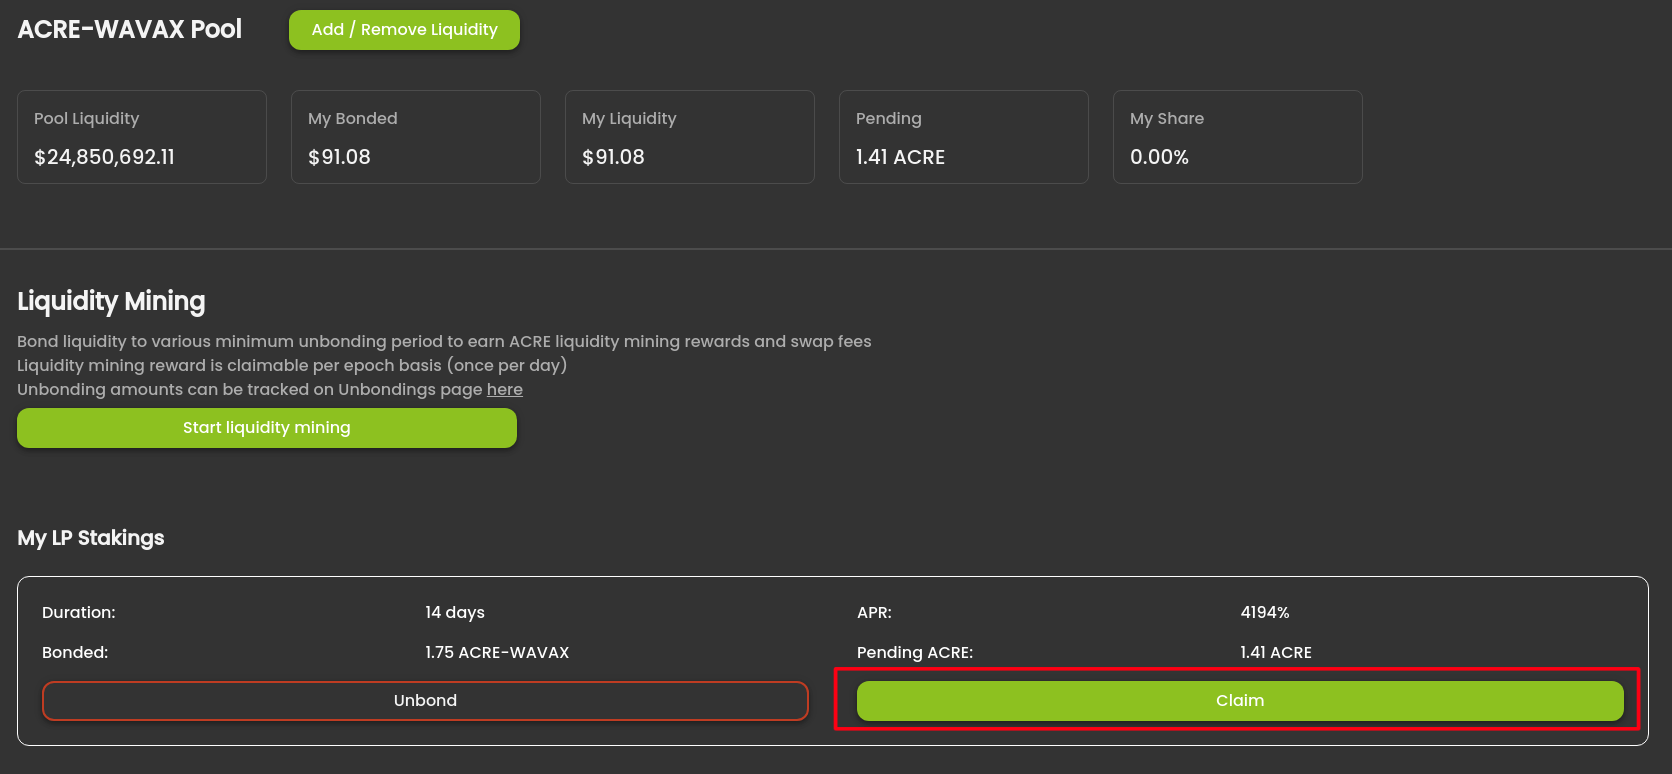 ACRE-WAVAX Pool
Add / Remove Liquidity
Pool Liquidity
$24,850,692.11
My Bonded
$91.08
My Liquidity
$91.08
Pending
1.41 ACRE
My Share
0.00%
Liquidity Mining
Bond liquidity to various minimum unbonding period to earn ACRE liquidity mining rewards and swap fees
Liquidity mining reward is claimable per epoch basis (once per day)
Unbonding amounts can be tracked on Unbondings page here
Start liquidity mining
My LP Stakings
Duration: 14 days APR: 4194%
Bonded: 1.75 ACRE-WAVAX Pending ACRE: 1.41 ACRE
Unbond Claim